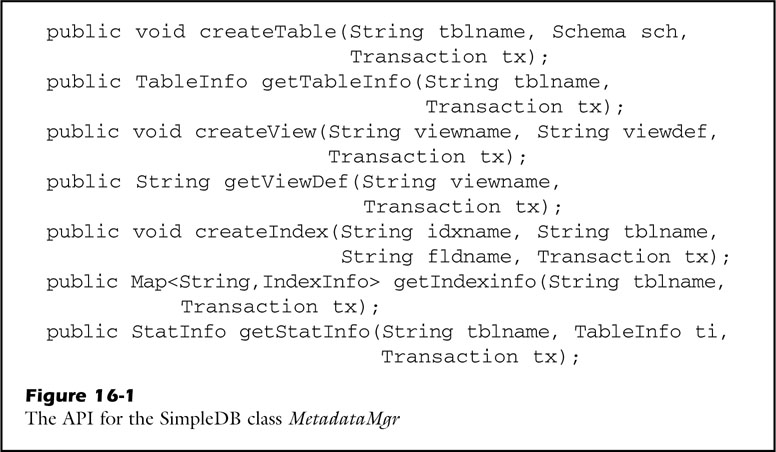 public void createTable(String tblname, Schema sch,
Transaction tx);
public TableInfo getTableInfo(String tblname,
Transaction tx);
public void createView(String viewname, String viewdef,
Transaction tx);
public String getViewDef(String viewname,
Transaction tx);
public void createIndex(String idxname, String tblname,
String fldname, Transaction tx);
public Map<String,IndexInfo> getIndexinfo(String tblname,
Transaction tx);
public StatInfo getStatInfo(String tblname, TableInfo ti,
Transaction tx);
Figure 16-1
The API for the SimpleDB class MetadataMgr